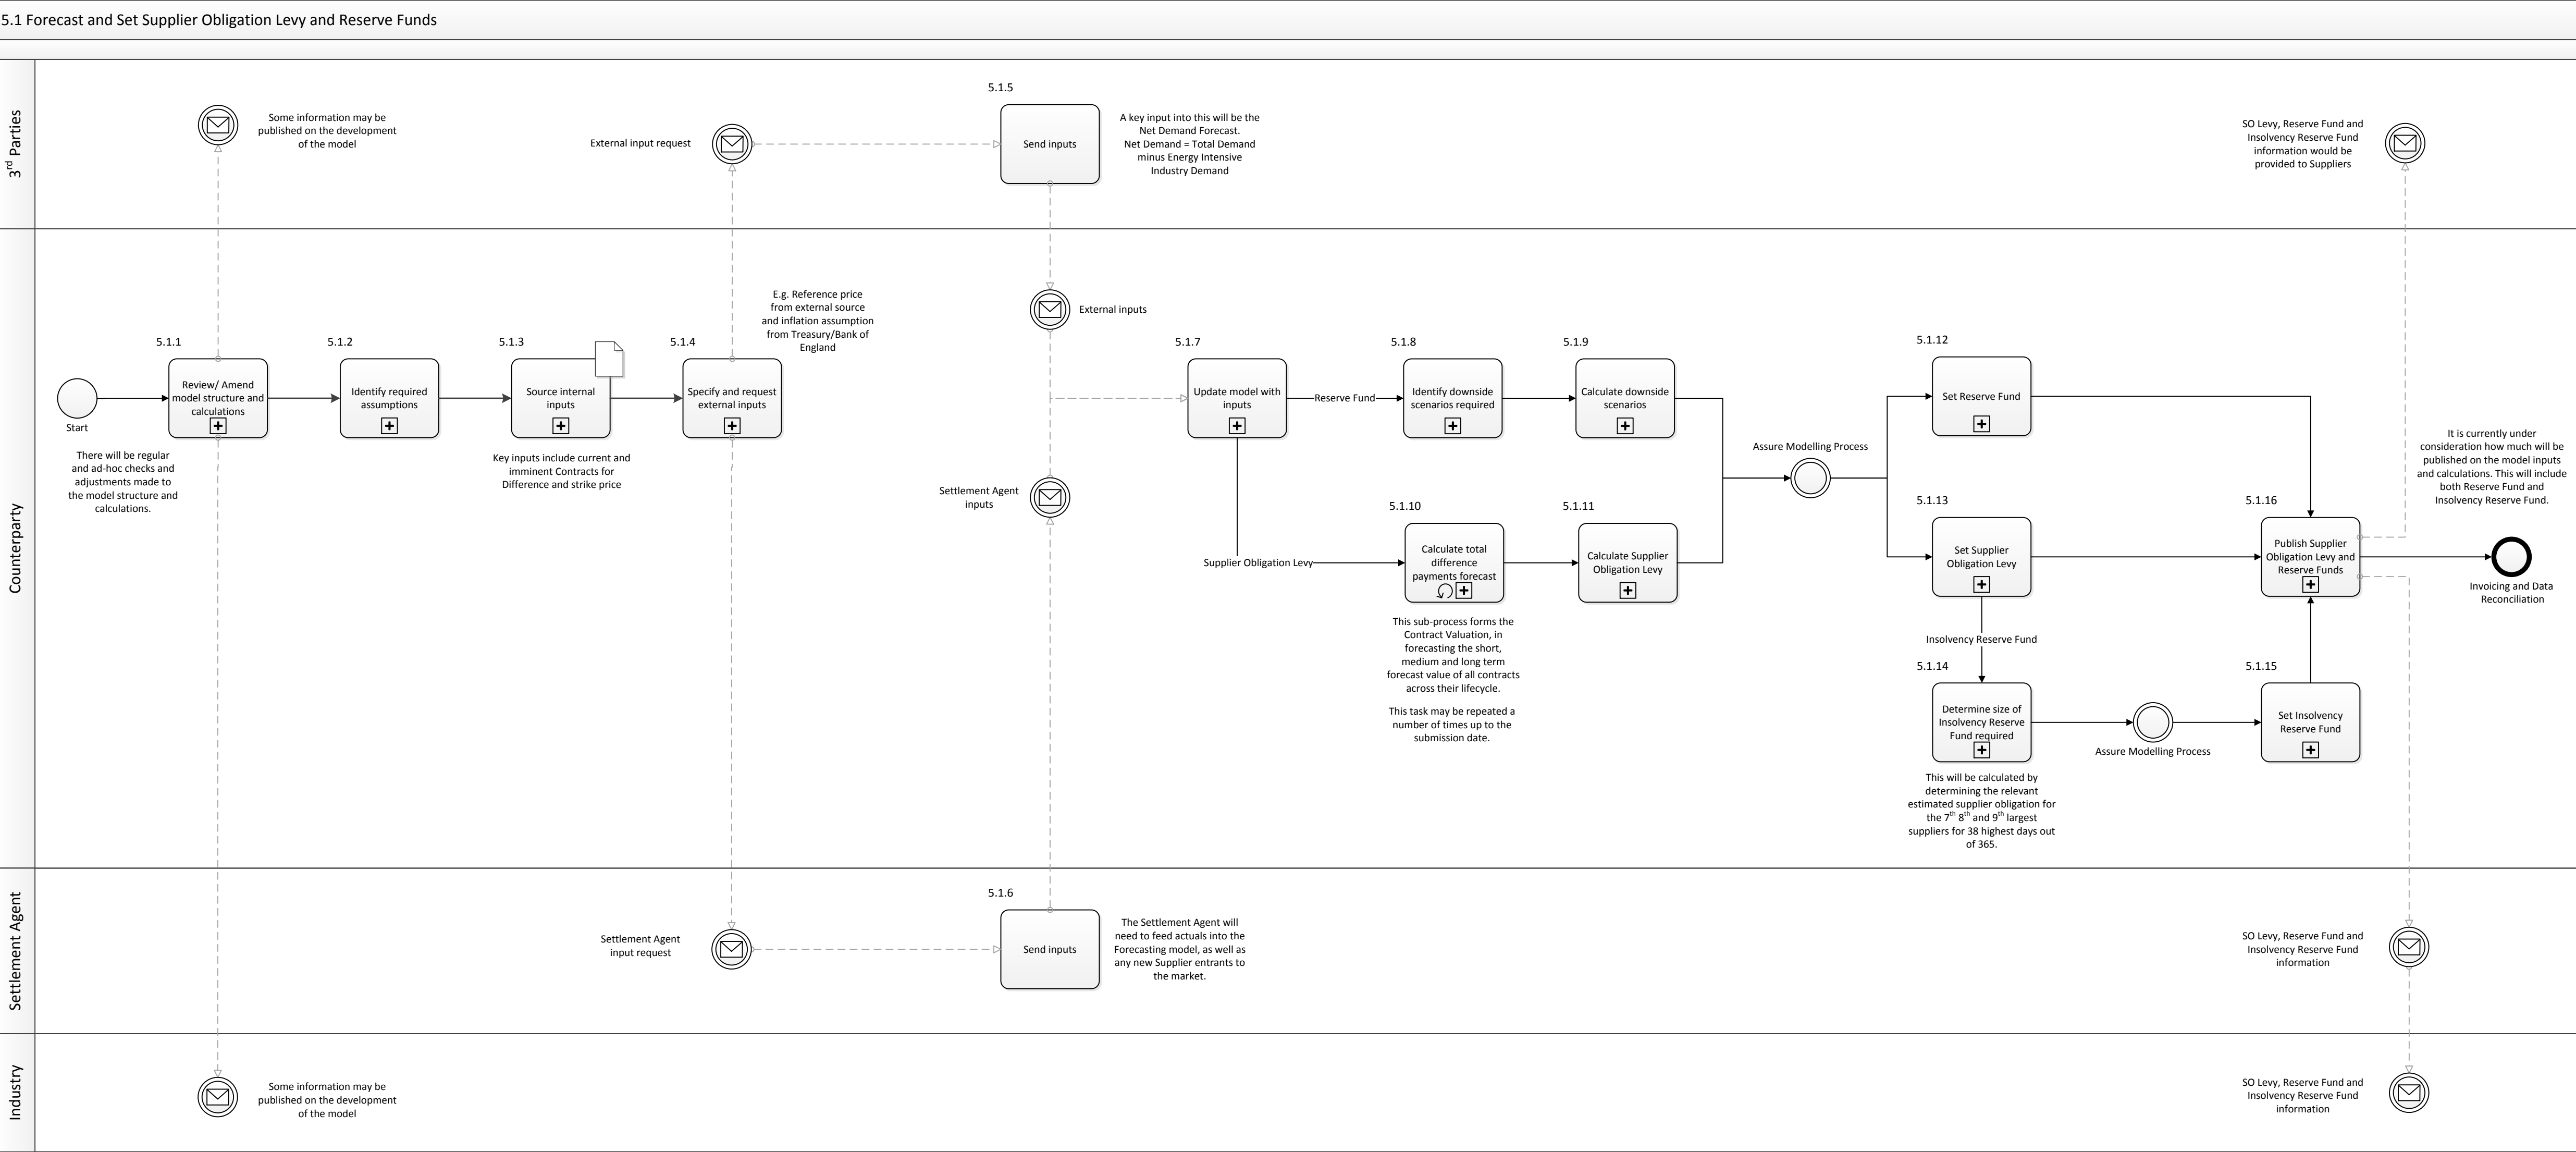 5.1 Forecast and Set Supplier Obligation Levy and Reserve Funds
3rd Parties
Some information may be
published on the development
of the model
External input request
5.1.5
Send inputs
A key input into this will be the
Net Demand Forecast.
Net Demand = Total Demand
minus Energy Intensive
Industry Demand
SO Levy, Reserve Fund and
Insolvency Reserve Fund
information would be
provided to Suppliers
Counterparty
Start
5.1.1
Review/ Amend
model structure and
calculations
There will be regular
and ad-hoc checks and
adjustments made to
the model structure and
calculations.
5.1.2
Identify required
assumptions
5.1.3
Source internal
inputs
Key inputs include current and
imminent Contracts for
Difference and strike price
5.1.4
Specify and request
external inputs
E.g. Reference price
from external source
and inflation assumption
from Treasury/Bank of
England
External inputs
Settlement Agent
inputs
5.1.7
Update model with
inputs
Reserve Fund
5.1.8
Identify downside
scenarios required
5.1.9
Calculate downside
scenarios
Supplier Obligation Levy
5.1.10
Calculate total
difference
payments forecast
This sub-process forms the
Contract Valuation, in
forecasting the short,
medium and long term
forecast value of all contracts
across their lifecycle.
This task may be repeated a
number of times up to the
submission date.
5.1.11
Calculate Supplier
Obligation Levy
Assure Modelling Process
5.1.12
Set Reserve Fund
5.1.13
Set Supplier
Obligation Levy
Insolvency Reserve Fund
5.1.14
Determine size of
Insolvency Reserve
Fund required
This will be calculated by
determining the relevant
estimated supplier obligation for
the 7th 8th and 9th largest
suppliers for 38 highest days out
of 365.
Assure Modelling Process
5.1.15
Set Insolvency
Reserve Fund
5.1.16
Publish Supplier
Obligation Levy and
Reserve Funds
It is currently under
consideration how much will be
published on the model inputs
and calculations. This will include
both Reserve Fund and
Insolvency Reserve Fund.
Invoicing and Data
Reconciliation
Settlement Agent
Settlement Agent
input request
5.1.6
Send inputs
The Settlement Agent will
need to feed actuals into the
Forecasting model, as well as
any new Supplier entrants to
the market.
SO Levy, Reserve Fund and
Insolvency Reserve Fund
information
Industry
Some information may be
published on the development
of the model
SO Levy, Reserve Fund and
Insolvency Reserve Fund
information